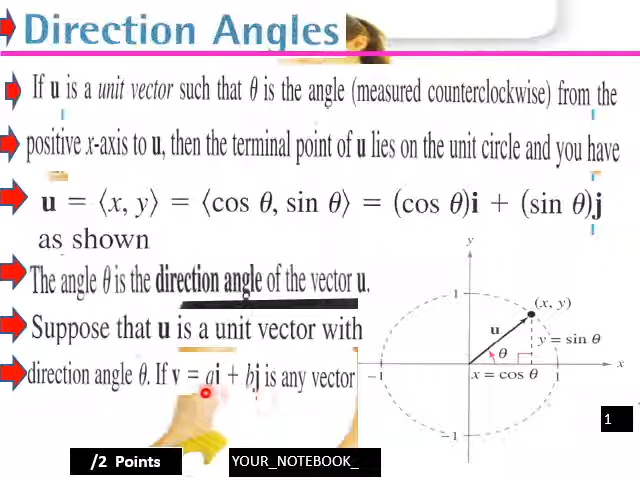 Direction Angles
If u is a unit vector such that θ is the angle (measured counterclockwise) from the
positive x-axis to u, then the terminal point of u lies on the unit circle and you have
u = ⟨x, y⟩ = ⟨cos θ, sin θ⟩ = (cos θ)i + (sin θ)j
as shown
The angle θ is the direction angle of the vector u.
Suppose that u is a unit vector with
direction angle θ. If v = ai + bj is any vector
y
1
(x, y)
u
y = sin θ
θ
−1
x = cos θ
1
x
−1
1
/2 Points
YOUR_NOTEBOOK_